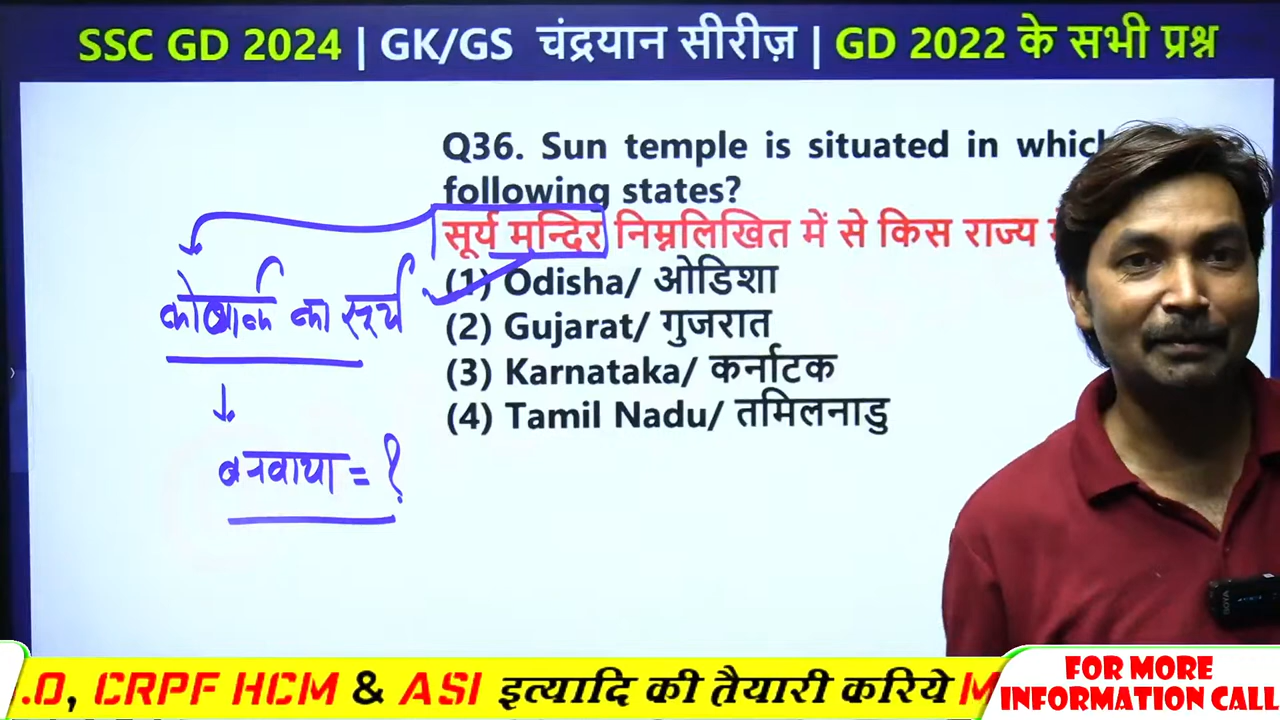 SSC GD 2024 | GK/GS चंद्रयान सीरीज़ | GD 2022 के सभी प्रश्न
Q36. Sun temple is situated in which
following states?
सूर्य मन्दिर निम्नलिखित में से किस राज्य में
(1) Odisha/ ओडिशा
(2) Gujarat/ गुजरात
(3) Karnataka/ कर्नाटक
(4) Tamil Nadu/ तमिलनाडु
कोणार्क का सूर्य
बनवाया = ?
.O, CRPF HCM & ASI इत्यादि की तैयारी करिये M
FOR MORE
INFORMATION CALL